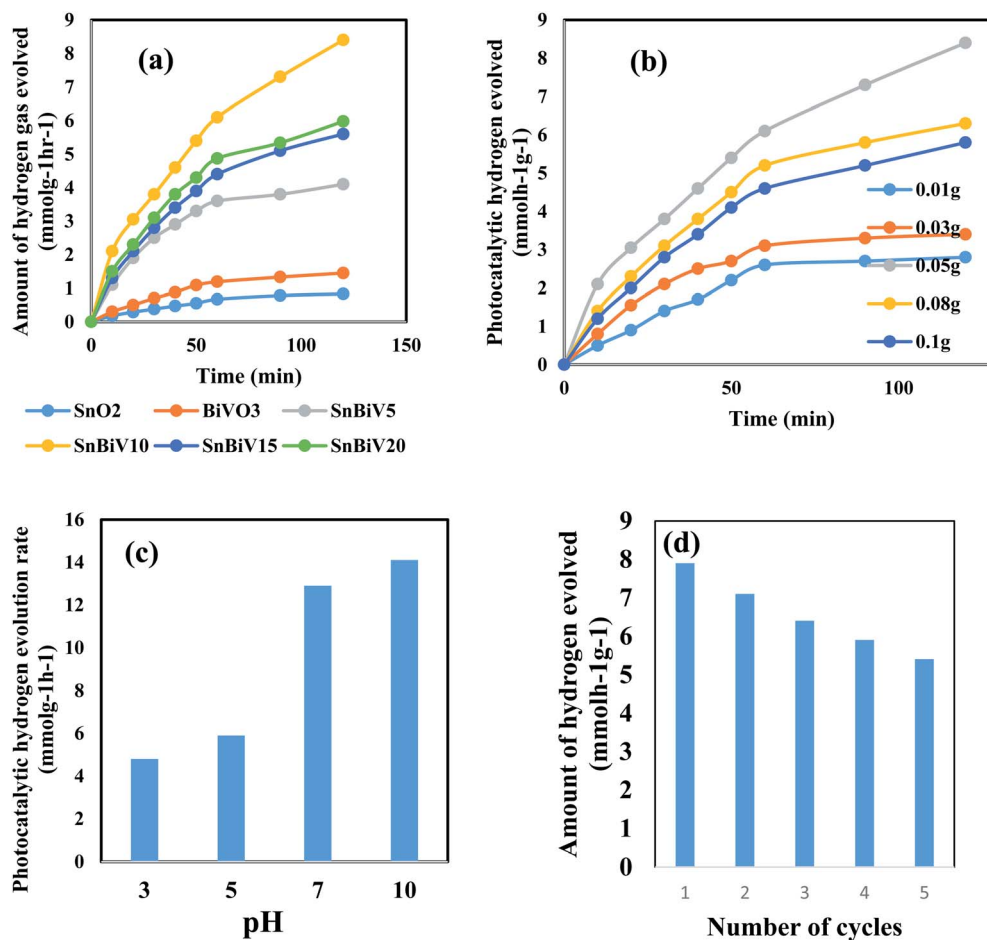 (a)
Amount of hydrogen gas evolved
(mmolg-1hr-1)
9
8
7
6
5
4
3
2
1
0
0
50
100
150
Time (min)
SnO2
BiVO3
SnBiV5
SnBiV10
SnBiV15
SnBiV20
(b)
Photocatalytic hydrogen evolved
(mmolh-1g-1)
9
8
7
6
5
4
3
2
1
0
0
50
100
Time (min)
0.01g
0.03g
0.05g
0.08g
0.1g
(c)
Photocatalytic hydrogen evolution rate
(mmolg-1h-1)
16
14
12
10
8
6
4
2
0
3
5
7
10
pH
(d)
Amount of hydrogen evolved
(mmolh-1g-1)
9
8
7
6
5
4
3
2
1
0
1
2
3
4
5
Number of cycles